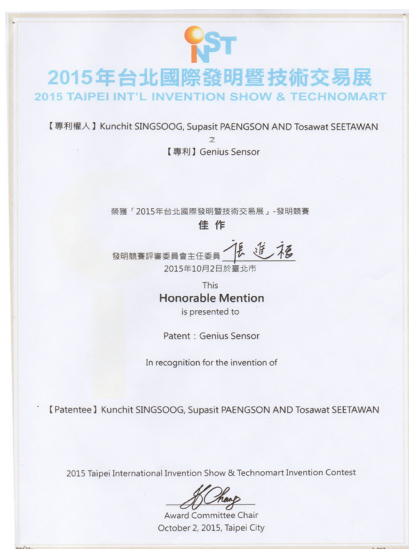 INST
2015年台北國際發明暨技術交易展
2015 TAIPEI INT'L INVENTION SHOW & TECHNOMART
【專利權人】Kunchit SINGSOOG, Supasit PAENGSON AND Tosawat SEETAWAN
之
【專利】Genius Sensor
榮獲「2015年台北國際發明暨技術交易展」-發明競賽
佳作
發明競賽評審委員會主任委員 張進福
2015年10月2日於臺北市
This
Honorable Mention
is presented to
Patent : Genius Sensor
In recognition for the invention of
【Patentee】Kunchit SINGSOOG, Supasit PAENGSON AND Tosawat SEETAWAN
2015 Taipei International Invention Show & Technomart Invention Contest
Award Committee Chair
October 2, 2015, Taipei City